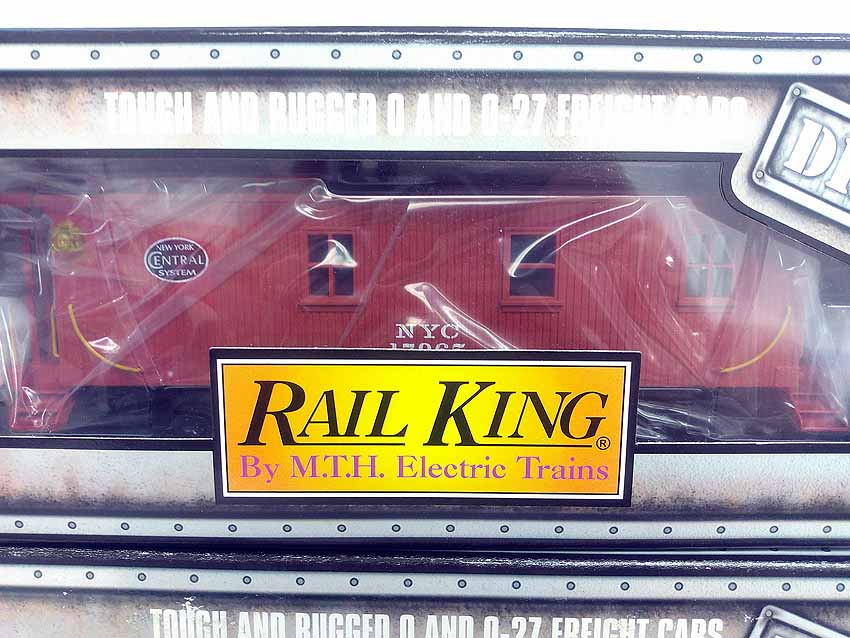 TOUGH AND RUGGED O AND O-27 FREIGHT CARS
NEW YORK
CENTRAL
SYSTEM
NYC
RAIL KING®
By M.T.H. Electric Trains
TOUGH AND RUGGED O AND O-27 FREIGHT CARS